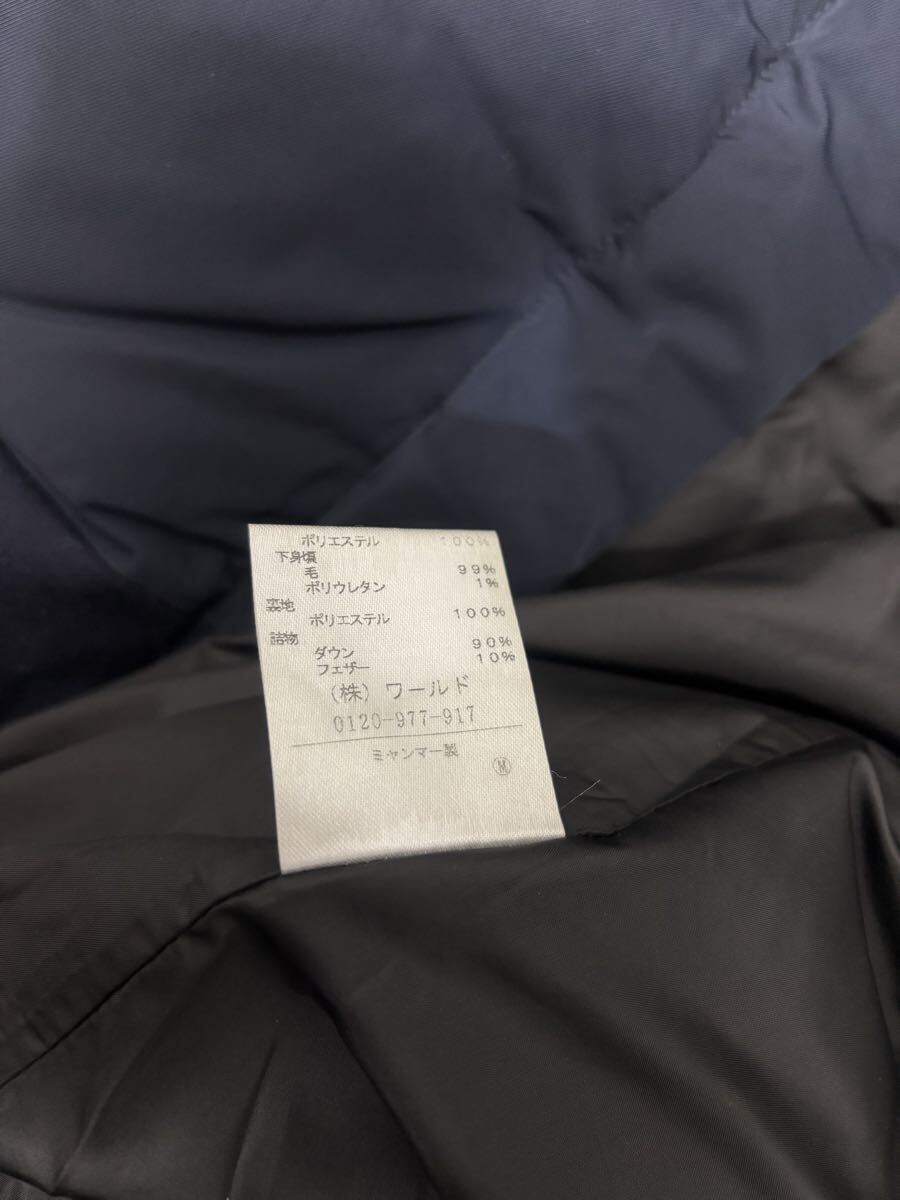 ポリエステル 100%
下身頃
毛 99%
ポリウレタン 1%
裏地
ポリエステル 100%
詰物
ダウン 90%
フェザー 10%
(株) ワールド
0120-977-917
ミャンマー製
Ⓜ